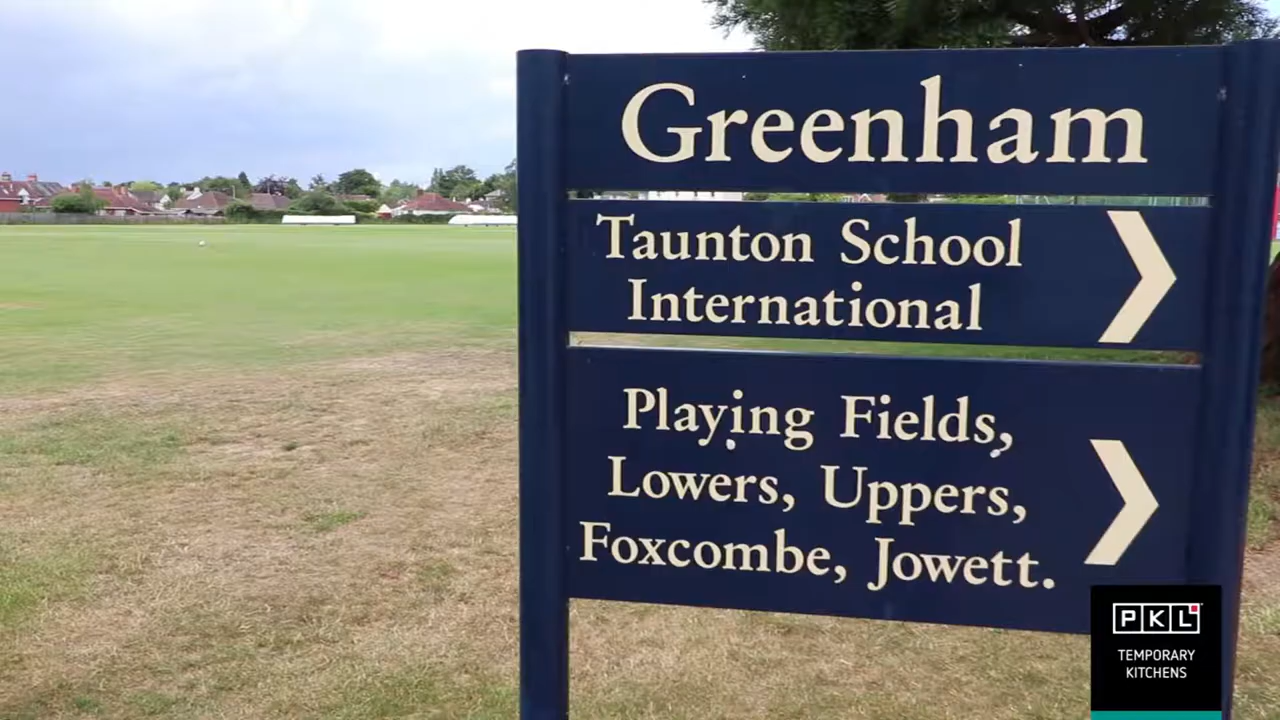 Greenham
Taunton School
International
Playing Fields,
Lowers, Uppers,
Foxcombe, Jowett.
PKL
TEMPORARY
KITCHENS